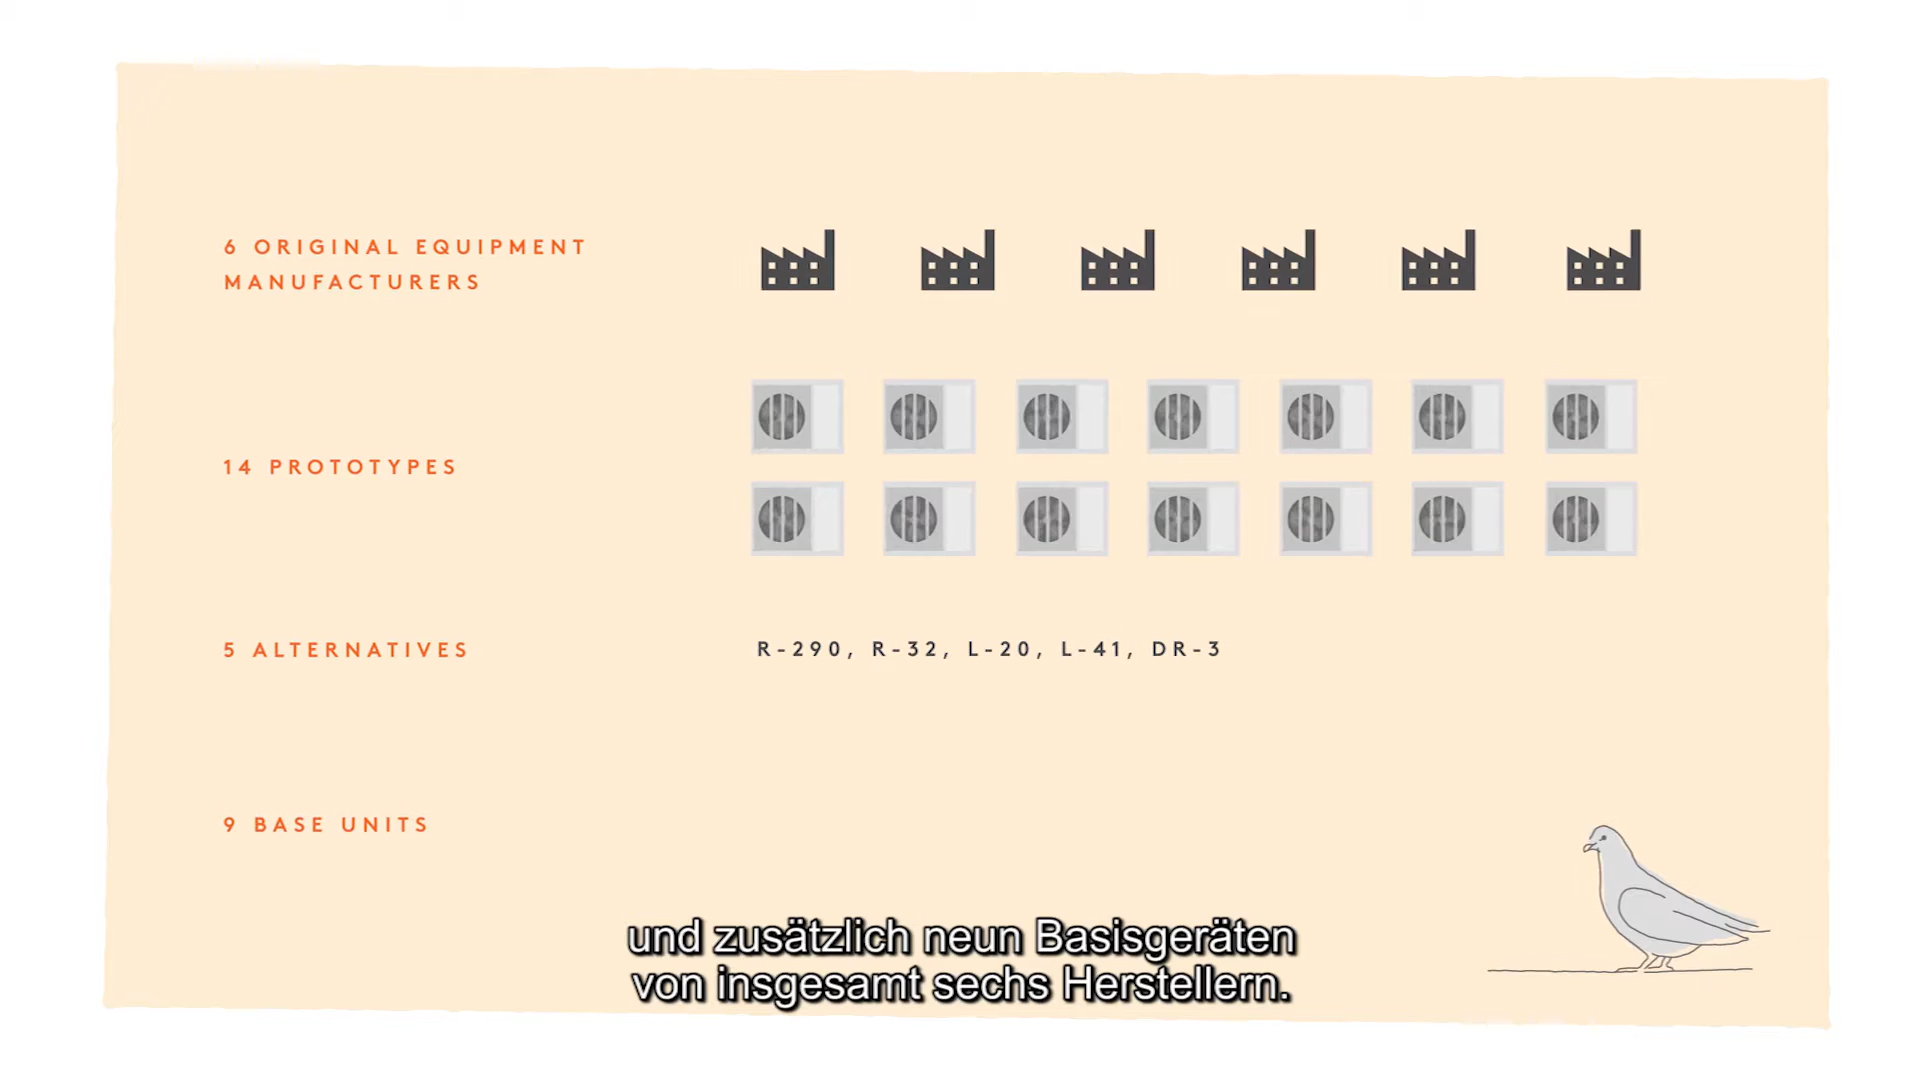 6 ORIGINAL EQUIPMENT
MANUFACTURERS
14 PROTOTYPES
5 ALTERNATIVES
R-290, R-32, L-20, L-41, DR-3
9 BASE UNITS
und zusätzlich neun Basisgeräten
von insgesamt sechs Herstellern.